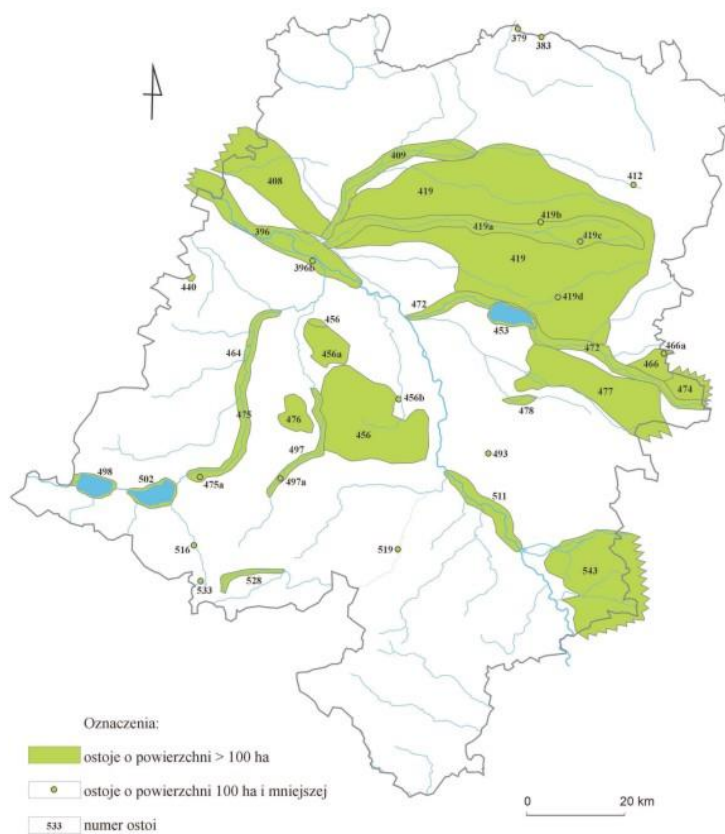 379
383
409
408
412
419
419b
419a
419c
396
419
396b
440
419d
472
456
453
464
456a
472
466a
466
474
475
476
456b
477
478
456
497
493
498
502
475a
497a
511
516
519
543
528
533
Oznaczenia:
ostoje o powierzchni > 100 ha
ostoje o powierzchni 100 ha i mniejszej
533 numer ostoi
0 20 km